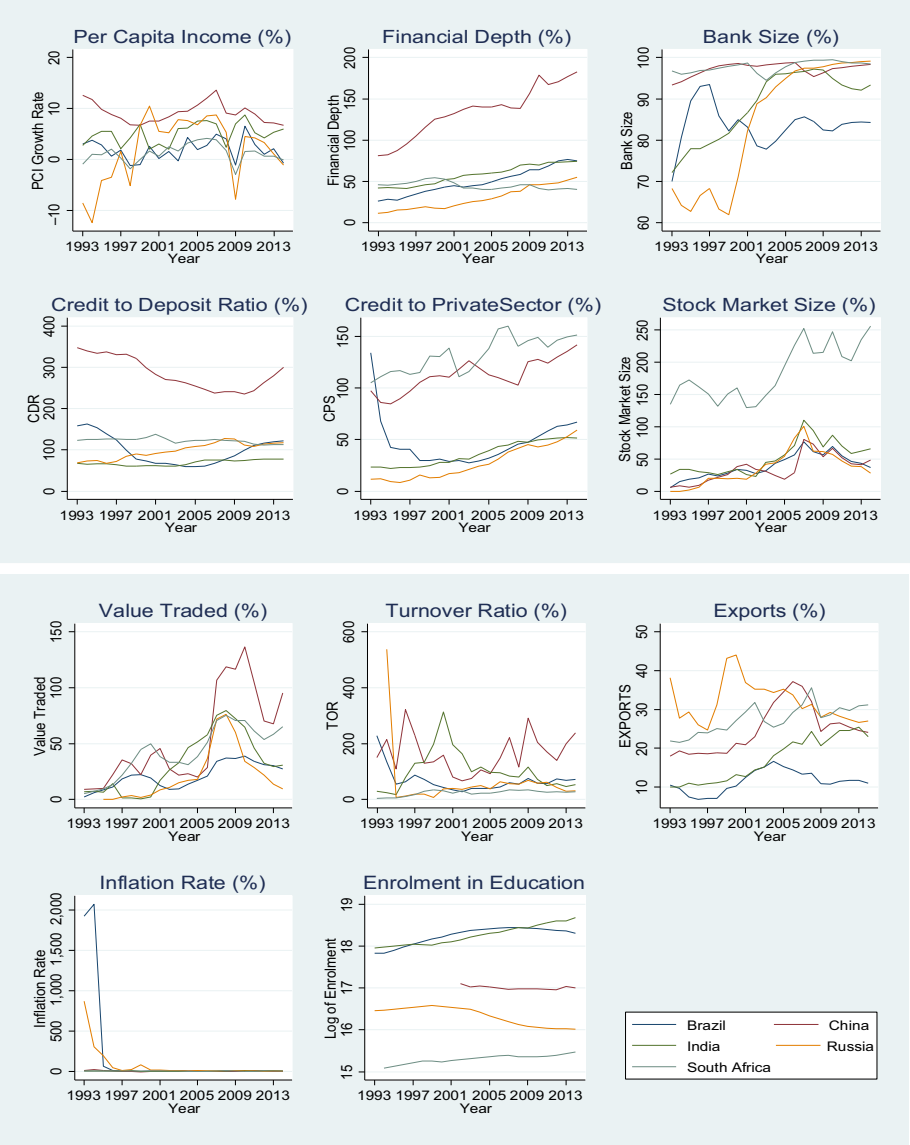 Per Capita Income (%)
PCI Growth Rate
20
10
0
−10
1993 1997 2001 2005 2009 2013
Year
Financial Depth (%)
Financial Depth
200
150
100
50
0
1993 1997 2001 2005 2009 2013
Year
Bank Size (%)
Bank Size
100
90
80
70
60
1993 1997 2001 2005 2009 2013
Year
Credit to Deposit Ratio (%)
CDR
400
300
200
100
0
1993 1997 2001 2005 2009 2013
Year
Credit to PrivateSector (%)
CPS
150
100
50
0
1993 1997 2001 2005 2009 2013
Year
Stock Market Size (%)
Stock Market Size
250
200
150
100
50
0
1993 1997 2001 2005 2009 2013
Year
Value Traded (%)
Value Traded
150
100
50
0
1993 1997 2001 2005 2009 2013
Year
Turnover Ratio (%)
TOR
600
400
200
0
1993 1997 2001 2005 2009 2013
Year
Exports (%)
EXPORTS
50
40
30
20
10
1993 1997 2001 2005 2009 2013
Year
Inflation Rate (%)
Inflation Rate
2,000
1,500
1,000
500
0
1993 1997 2001 2005 2009 2013
Year
Enrolment in Education
Log of Enrolment
19
18
17
16
15
1993 1997 2001 2005 2009 2013
Year
Brazil
China
India
Russia
South Africa